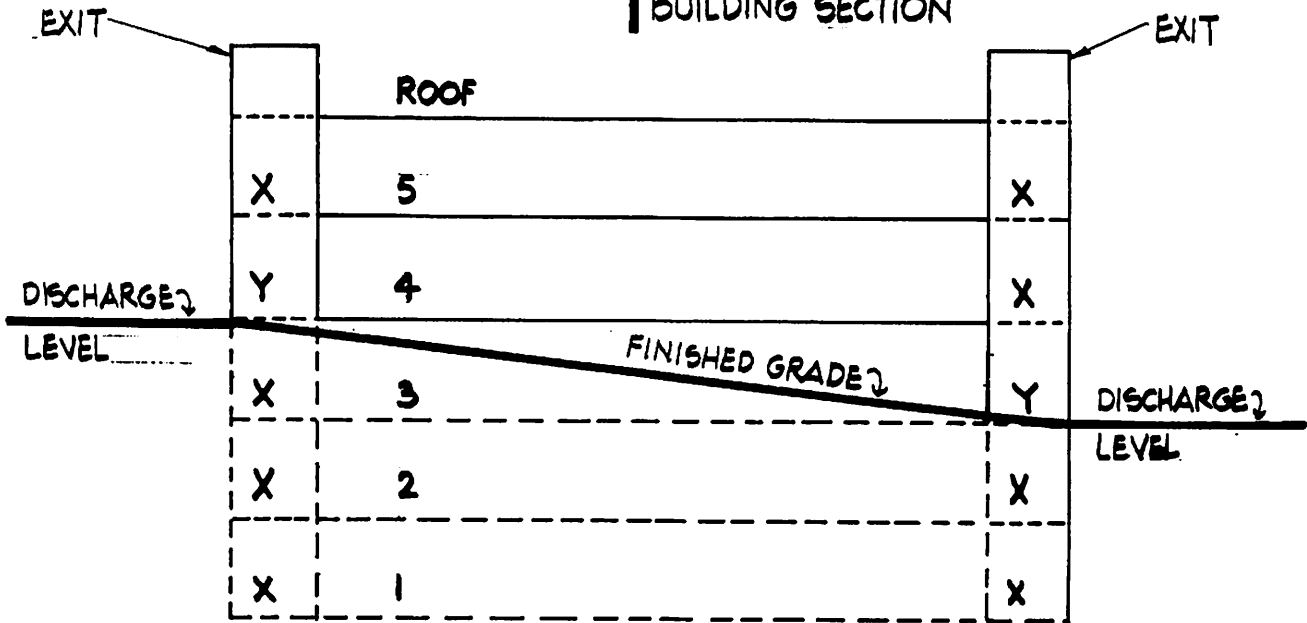 BUILDING SECTION
EXIT
EXIT
ROOF
X 5 X
Y 4 X
DISCHARGE
LEVEL
FINISHED GRADE
X 3 Y
DISCHARGE
LEVEL
X 2 X
X 1 X